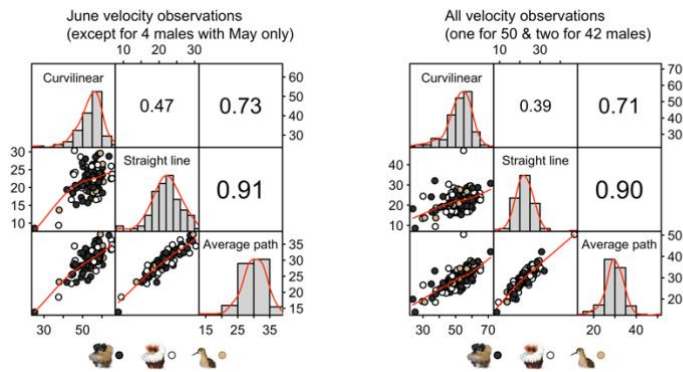 June velocity observations
(except for 4 males with May only)
10 20 30
Curvilinear
0.47
0.73
60
50
40
30
30
25
20
15
10
Straight line
0.91
Average path
35
30
25
20
15
30 50
15 25 35
All velocity observations
(one for 50 & two for 42 males)
10 20 30
Curvilinear
0.39
0.71
70
60
50
40
30
40
30
20
10
Straight line
0.90
Average path
50
40
30
20
30 50 70
20 40